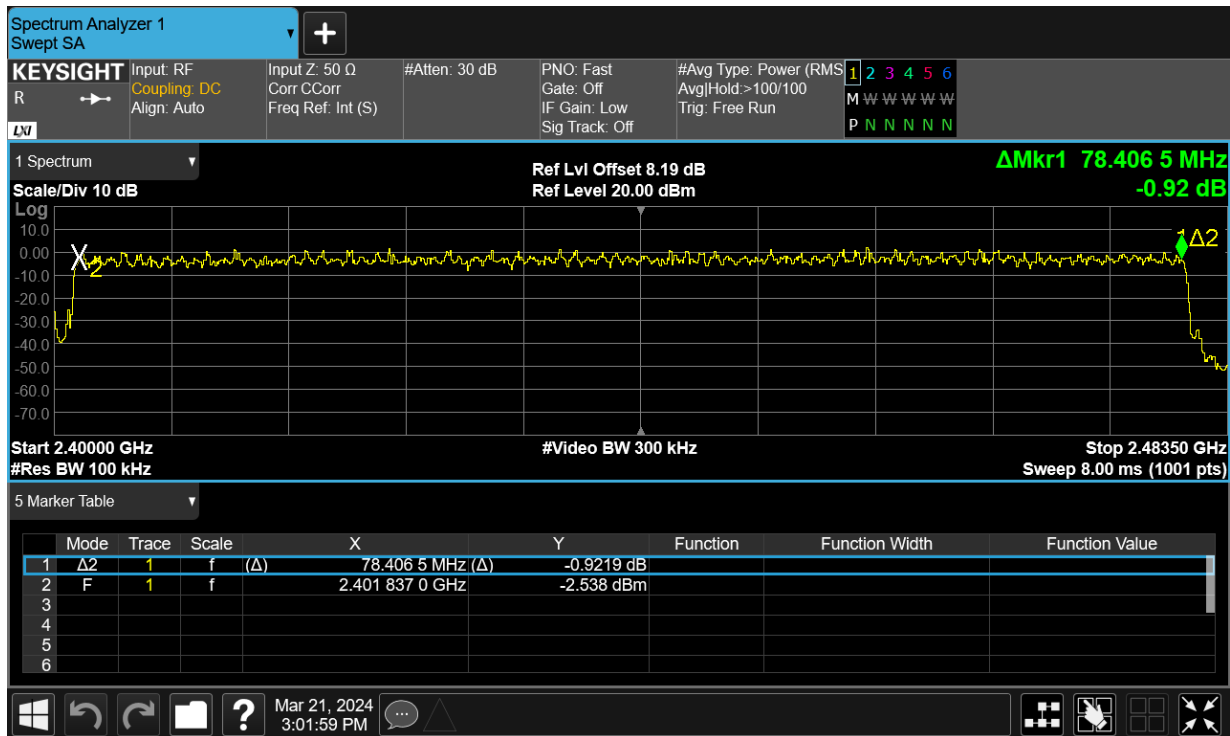 Spectrum Analyzer 1
Swept SA
+
KEYSIGHT
R
LXI
Input: RF
Coupling: DC
Align: Auto
Input Z: 50 Ω
Corr CCorr
Freq Ref: Int (S)
#Atten: 30 dB
PNO: Fast
Gate: Off
IF Gain: Low
Sig Track: Off
#Avg Type: Power (RMS
Avg|Hold:>100/100
Trig: Free Run
1 2 3 4 5 6
M W W W W W
P N N N N N
1 Spectrum
Scale/Div 10 dB
Ref Lvl Offset 8.19 dB
Ref Level 20.00 dBm
ΔMkr1 78.406 5 MHz
-0.92 dB
Log
10.0
0.00
-10.0
-20.0
-30.0
-40.0
-50.0
-60.0
-70.0
X2
1Δ2
Start 2.40000 GHz
#Video BW 300 kHz
Stop 2.48350 GHz
#Res BW 100 kHz
Sweep 8.00 ms (1001 pts)
5 Marker Table
Mode Trace Scale X Y Function Function Width Function Value
1 Δ2 1 f (Δ) 78.406 5 MHz (Δ) -0.9219 dB
2 F 1 f 2.401 837 0 GHz -2.538 dBm
3
4
5
6
?
Mar 21, 2024
3:01:59 PM